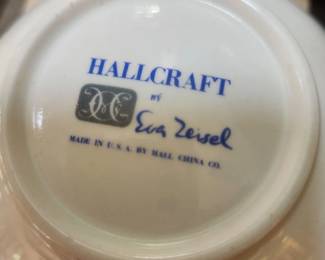 HALLCRAFT
BY
Eva Zeisel
MADE IN U.S.A. BY HALL CHINA CO.